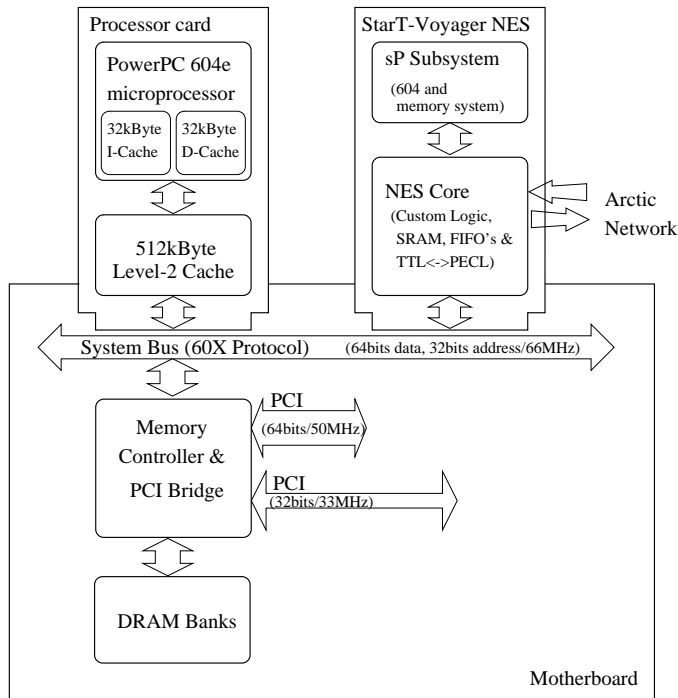 Processor card
PowerPC 604e
microprocessor
32kByte
I-Cache
32kByte
D-Cache
512kByte
Level-2 Cache
StarT-Voyager NES
sP Subsystem
(604 and
memory system)
NES Core
(Custom Logic,
SRAM, FIFO's &
TTL<->PECL)
Arctic
Network
System Bus (60X Protocol)
(64bits data, 32bits address/66MHz)
Memory
Controller &
PCI Bridge
PCI
(64bits/50MHz)
PCI
(32bits/33MHz)
DRAM Banks
Motherboard